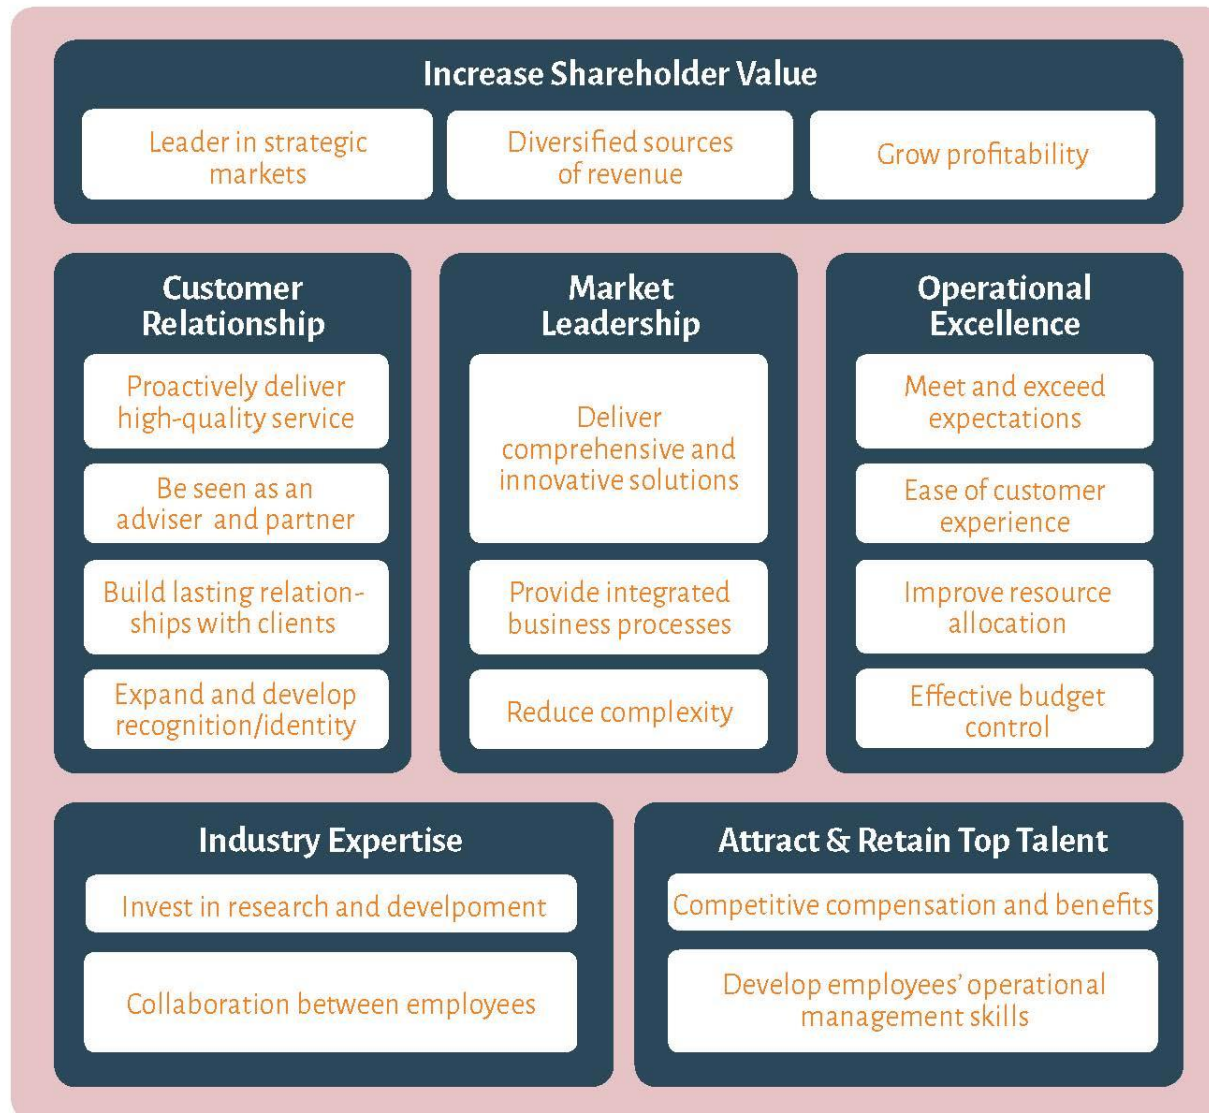 Increase Shareholder Value
Leader in strategic
markets
Diversified sources
of revenue
Grow profitability
Customer
Relationship
Proactively deliver
high-quality service
Be seen as an
adviser and partner
Build lasting relation-
ships with clients
Expand and develop
recognition/identity
Market
Leadership
Deliver
comprehensive and
innovative solutions
Provide integrated
business processes
Reduce complexity
Operational
Excellence
Meet and exceed
expectations
Ease of customer
experience
Improve resource
allocation
Effective budget
control
Industry Expertise
Invest in research and develpoment
Collaboration between employees
Attract & Retain Top Talent
Competitive compensation and benefits
Develop employees’ operational
management skills